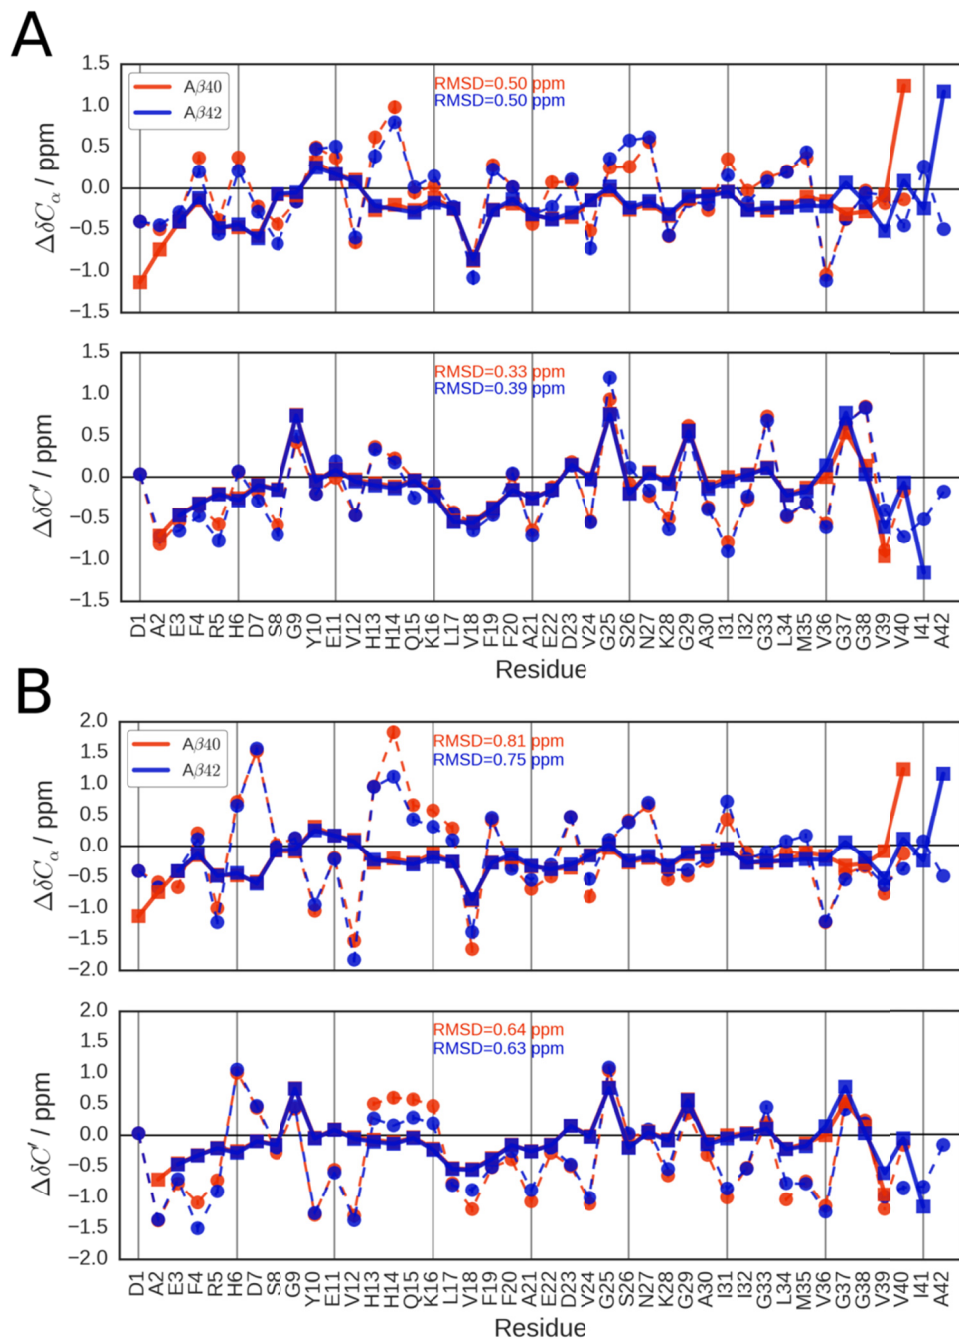 A
1.5
1.0
0.5
0.0
−0.5
−1.0
−1.5
ΔδCα / ppm
Aβ40
Aβ42
RMSD=0.50 ppm
RMSD=0.50 ppm
1.5
1.0
0.5
0.0
−0.5
−1.0
−1.5
ΔδC′ / ppm
RMSD=0.33 ppm
RMSD=0.39 ppm
D1 A2 E3 F4 R5 H6 D7 S8 G9 Y10 E11 V12 H13 H14 Q15 K16 L17 V18 F19 F20 A21 E22 D23 V24 G25 S26 N27 K28 G29 A30 I31 I32 G33 L34 M35 V36 G37 G38 V39 V40 I41 A42
Residue
B
2.0
1.5
1.0
0.5
0.0
−0.5
−1.0
−1.5
−2.0
ΔδCα / ppm
Aβ40
Aβ42
RMSD=0.81 ppm
RMSD=0.75 ppm
2.0
1.5
1.0
0.5
0.0
−0.5
−1.0
−1.5
−2.0
ΔδC′ / ppm
RMSD=0.64 ppm
RMSD=0.63 ppm
D1 A2 E3 F4 R5 H6 D7 S8 G9 Y10 E11 V12 H13 H14 Q15 K16 L17 V18 F19 F20 A21 E22 D23 V24 G25 S26 N27 K28 G29 A30 I31 I32 G33 L34 M35 V36 G37 G38 V39 V40 I41 A42
Residue